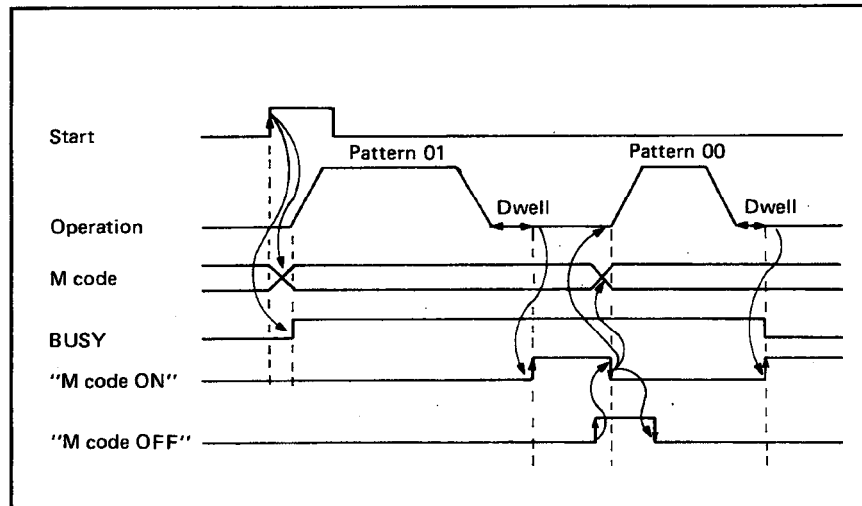 Start
Pattern 01
Pattern 00
Dwell
Dwell
Operation
M code
BUSY
"M code ON"
"M code OFF"